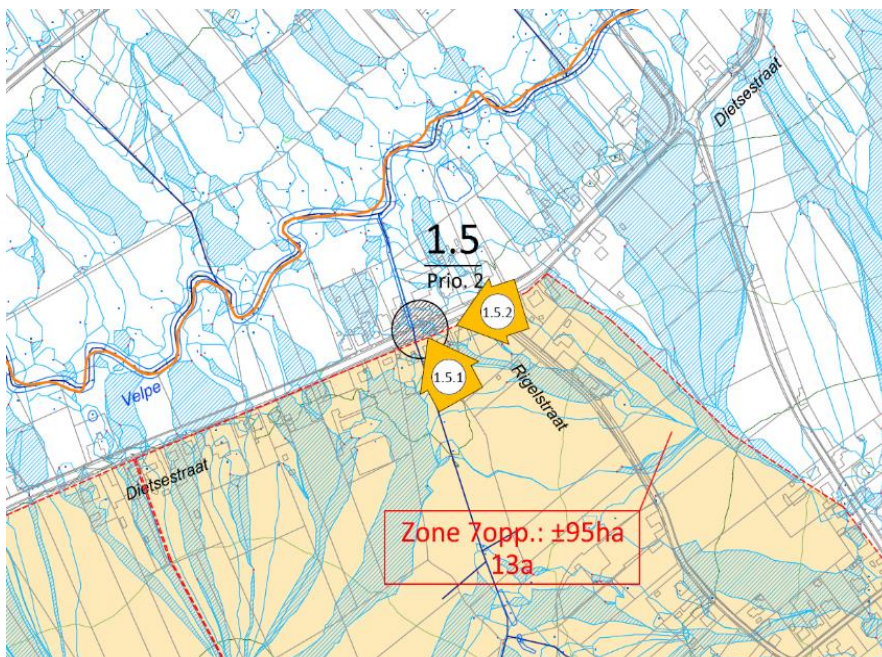 Dietsestraat
1.5
Prio. 2
1.5.2
1.5.1
Velpe
Rigelstraat
Dietsestraat
Zone 7opp.: ±95ha
13a